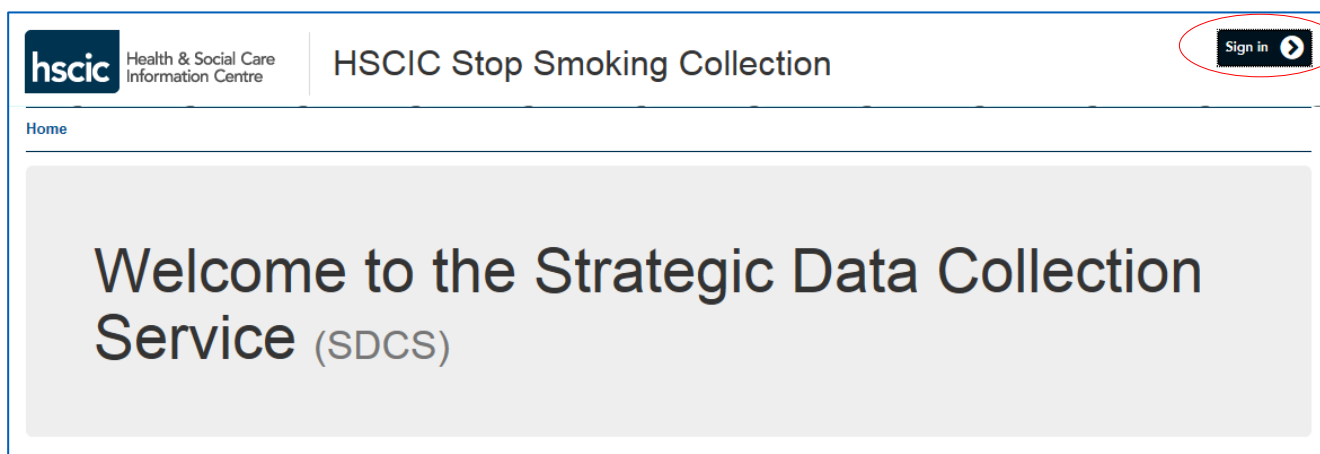 hscic
Health & Social Care
Information Centre
HSCIC Stop Smoking Collection
Sign in
Home
Welcome to the Strategic Data Collection
Service (SDCS)